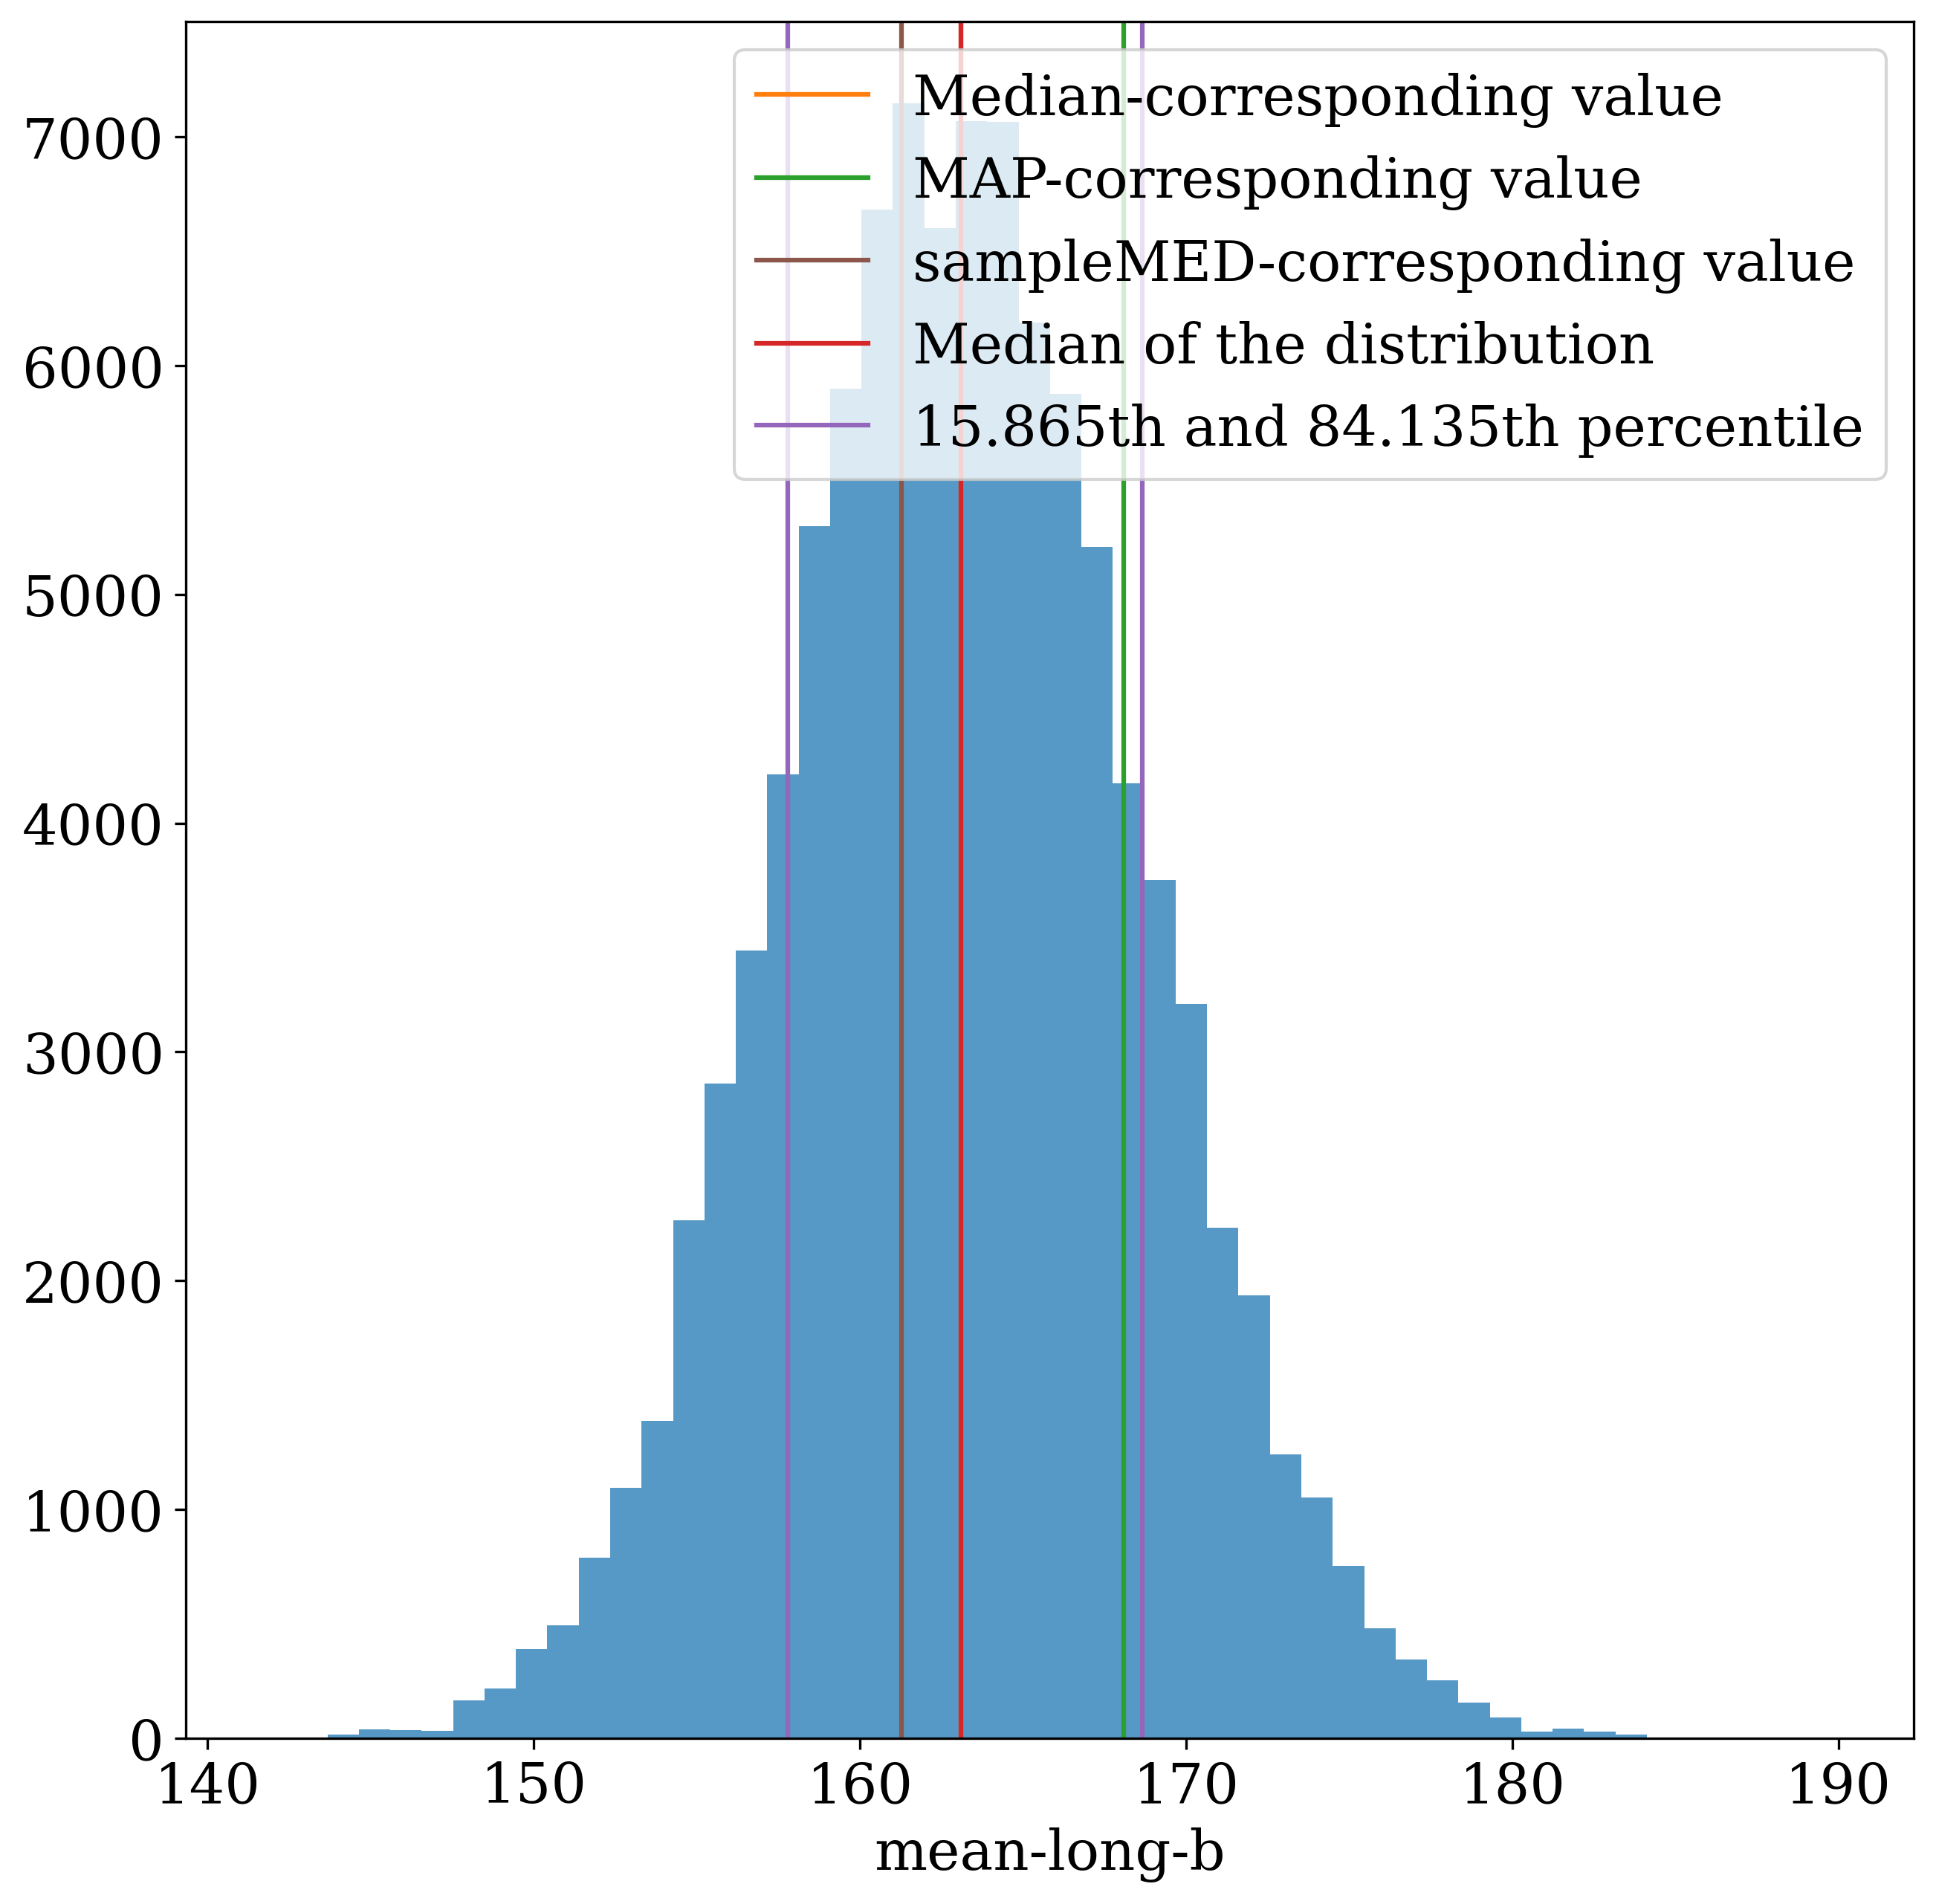 Median-corresponding value
MAP-corresponding value
sampleMED-corresponding value
Median of the distribution
15.865th and 84.135th percentile
7000
6000
5000
4000
3000
2000
1000
0
140 150 160 170 180 190
mean-long-b